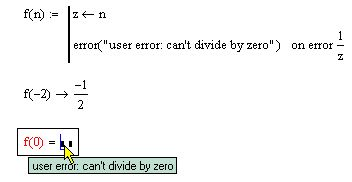 f(n) := z ← n
error("user error: can't divide by zero") on error 1/z
f(-2) → -1/2
f(0) =
user error: can't divide by zero